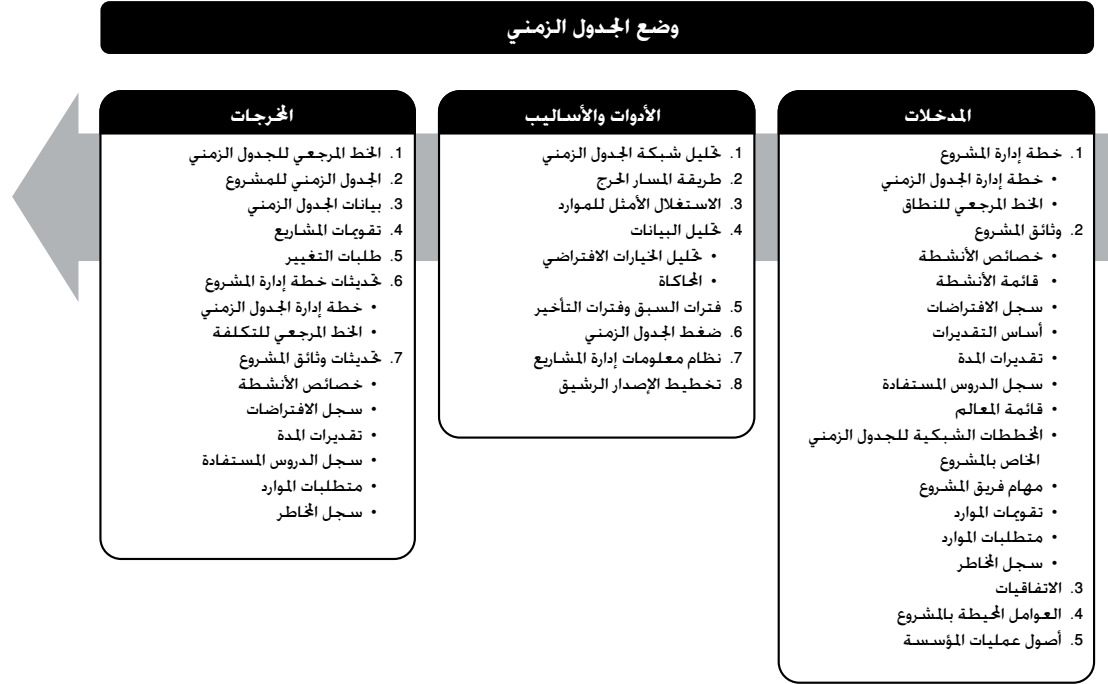 وضع الجدول الزمني
المدخلات
1. خطة إدارة المشروع
• خطة إدارة الجدول الزمني
• الخط المرجعي للنطاق
2. وثائق المشروع
• خصائص الأنشطة
• قائمة الأنشطة
• سجل الافتراضات
• أساس التقديرات
• تقديرات المدة
• سجل الدروس المستفادة
• قائمة المعالم
• المخططات الشبكية للجدول الزمني
الخاص بالمشروع
• مهام فريق المشروع
• تقويمات الموارد
• متطلبات الموارد
• سجل المخاطر
3. الاتفاقيات
4. العوامل المحيطة بالمشروع
5. أصول عمليات المؤسسة
الأدوات والأساليب
1. تحليل شبكة الجدول الزمني
2. طريقة المسار الحرج
3. الاستغلال الأمثل للموارد
4. تحليل البيانات
• تحليل الخيارات الافتراضي
• المحاكاة
5. فترات السبق وفترات التأخير
6. ضغط الجدول الزمني
7. نظام معلومات إدارة المشاريع
8. تخطيط الإصدار الرشيق
المخرجات
1. الخط المرجعي للجدول الزمني
2. الجدول الزمني للمشروع
3. بيانات الجدول الزمني
4. تقويمات المشاريع
5. طلبات التغيير
6. تحديثات خطة إدارة المشروع
• خطة إدارة الجدول الزمني
• الخط المرجعي للتكلفة
7. تحديثات وثائق المشروع
• خصائص الأنشطة
• سجل الافتراضات
• تقديرات المدة
• سجل الدروس المستفادة
• متطلبات الموارد
• سجل المخاطر